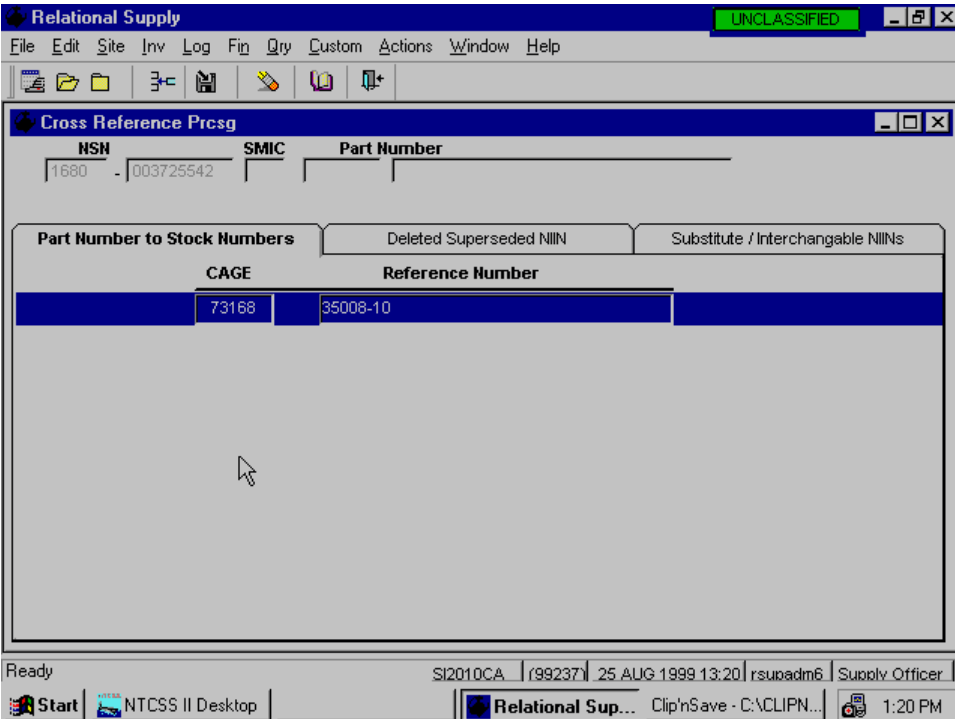 Relational Supply UNCLASSIFIED
File Edit Site Inv Log Fin Qry Custom Actions Window Help
Cross Reference Prcsg
NSN SMIC Part Number
1680 - 003725542
Part Number to Stock Numbers Deleted Superseded NIIN Substitute / Interchangable NIINs
CAGE Reference Number
73168 35008-10
Ready SI2010CA (99237) 25 AUG 1999 13:20 rsupadm6 Supply Officer
Start NTCSS II Desktop Relational Sup... Clip'nSave - C:\CLIPN... 1:20 PM